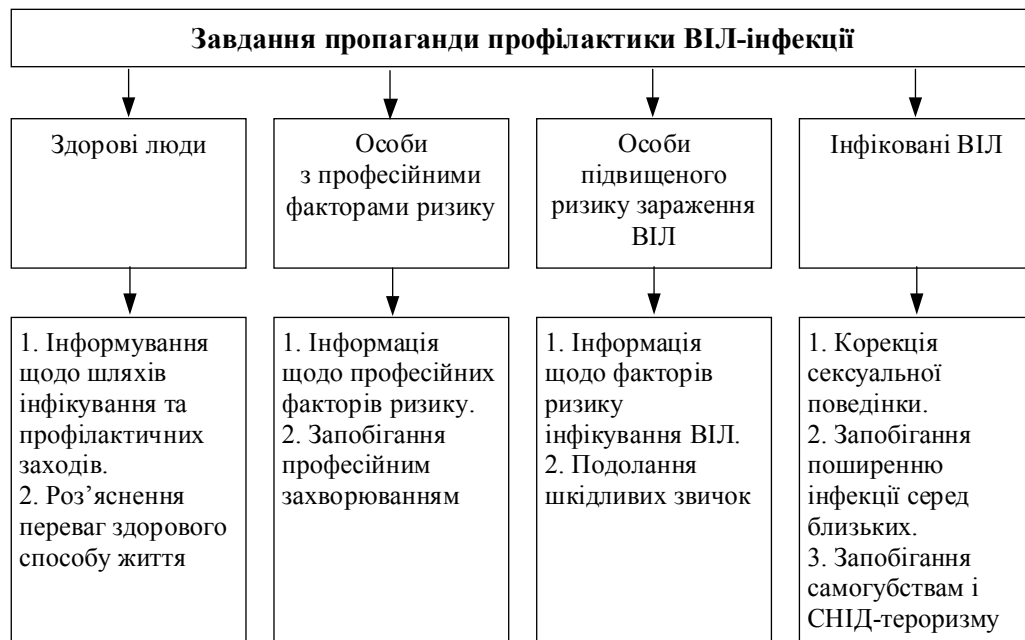 Завдання пропаганди профілактики ВІЛ-інфекції
Здорові люди
Особи
з професійними
факторами ризику
Особи
підвищеного
ризику зараження
ВІЛ
Інфіковані ВІЛ
1. Інформування
щодо шляхів
інфікування та
профілактичних
заходів.
2. Роз’яснення
переваг здорового
способу життя
1. Інформація
щодо професійних
факторів ризику.
2. Запобігання
професійним
захворюванням
1. Інформація
щодо факторів
ризику
інфікування ВІЛ.
2. Подолання
шкідливих звичок
1. Корекція
сексуальної
поведінки.
2. Запобігання
поширенню
інфекції серед
близьких.
3. Запобігання
самогубствам і
СНІД-тероризму